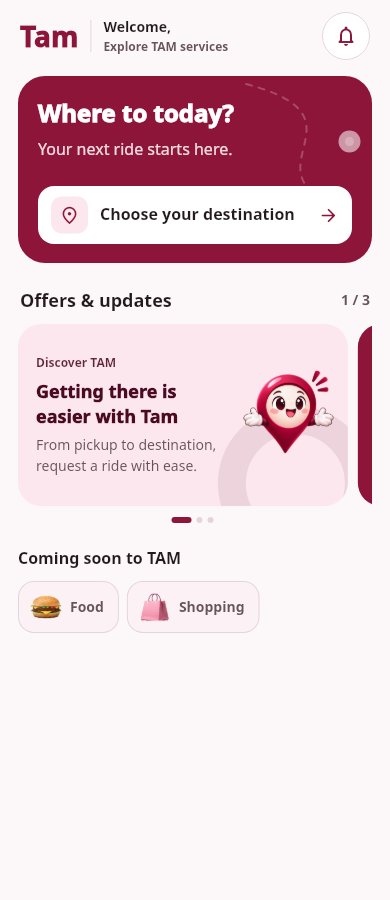 Tam
Welcome,
Explore TAM services
Where to today?
Your next ride starts here.
Choose your destination
Offers & updates
1 / 3
Discover TAM
Getting there is
easier with Tam
From pickup to destination,
request a ride with ease.
Coming soon to TAM
Food
Shopping